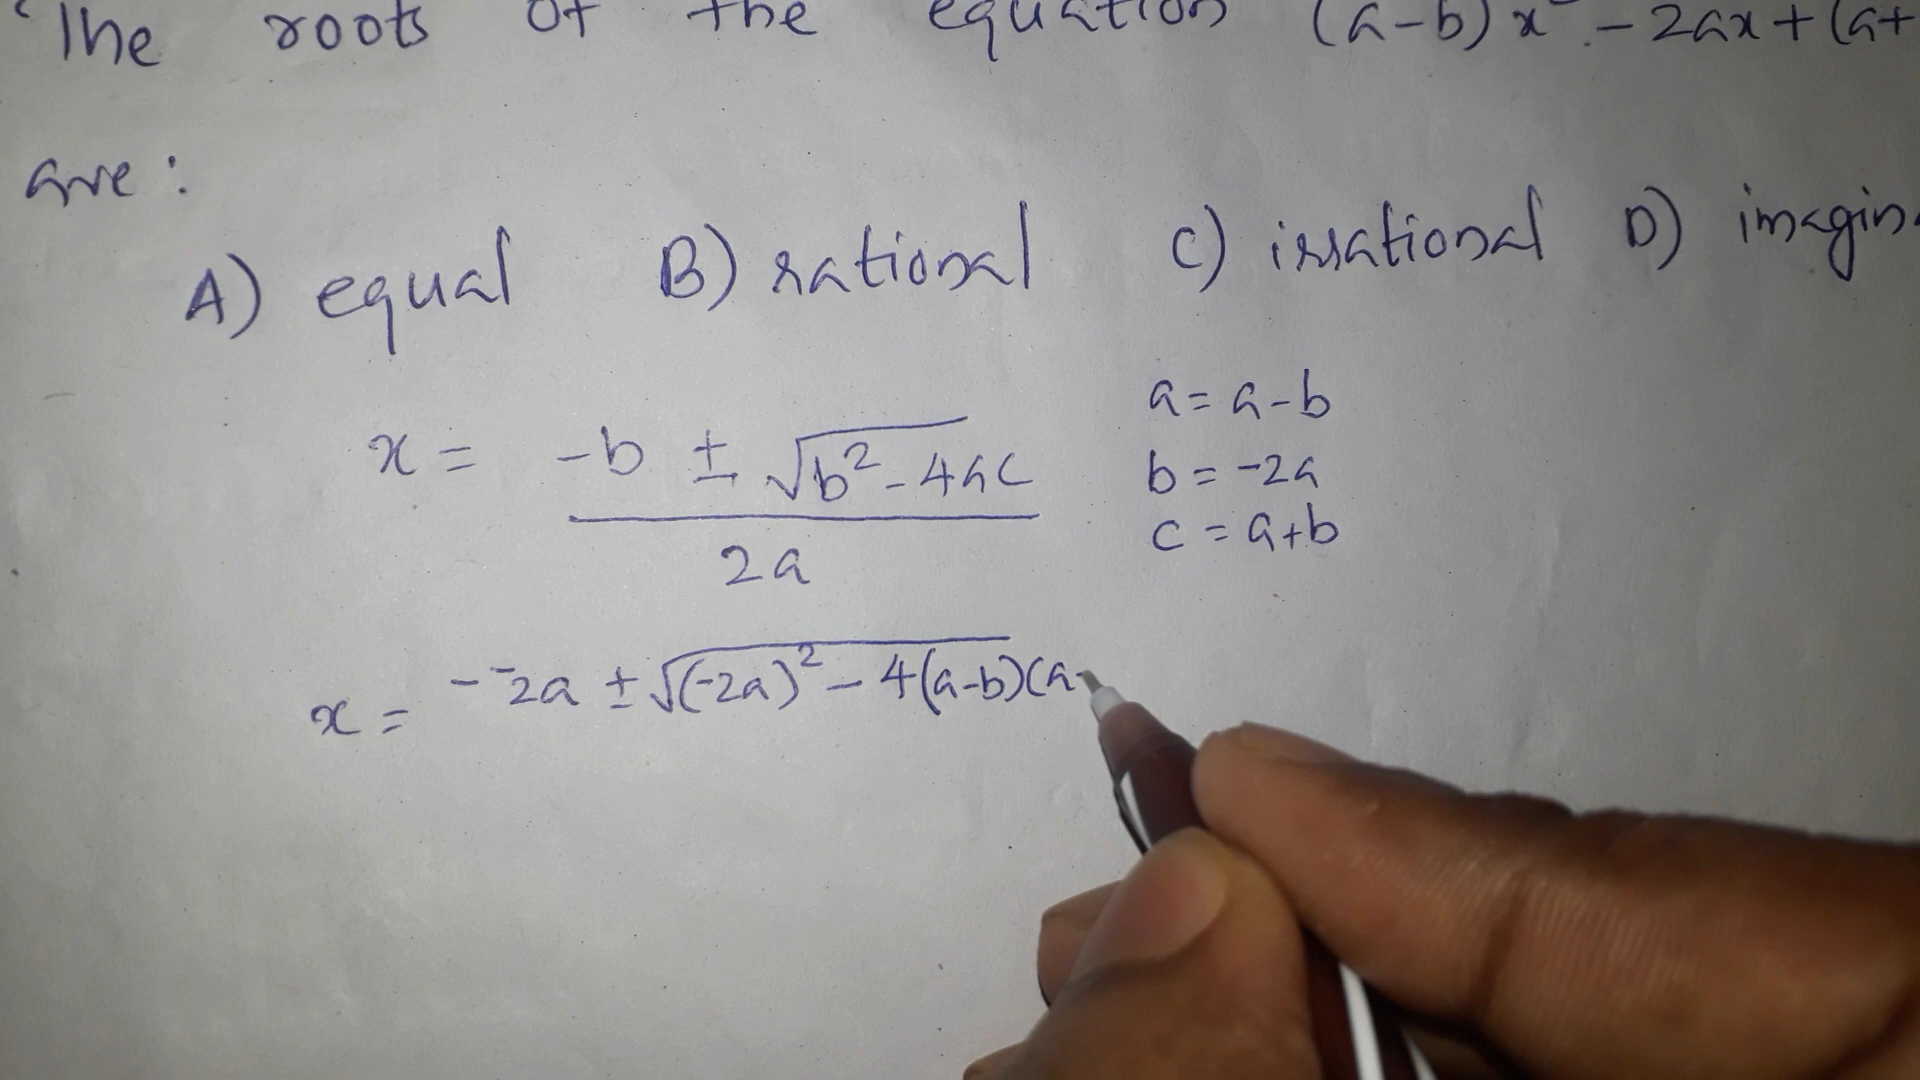 The roots of the equation (a-b)x² - 2ax + (a+
are :
A) equal B) rational C) irrational D) imagin
x = -b ± √b² - 4ac
2a
a = a-b
b = -2a
c = a+b
x = --2a ± √(-2a)² - 4(a-b)(a